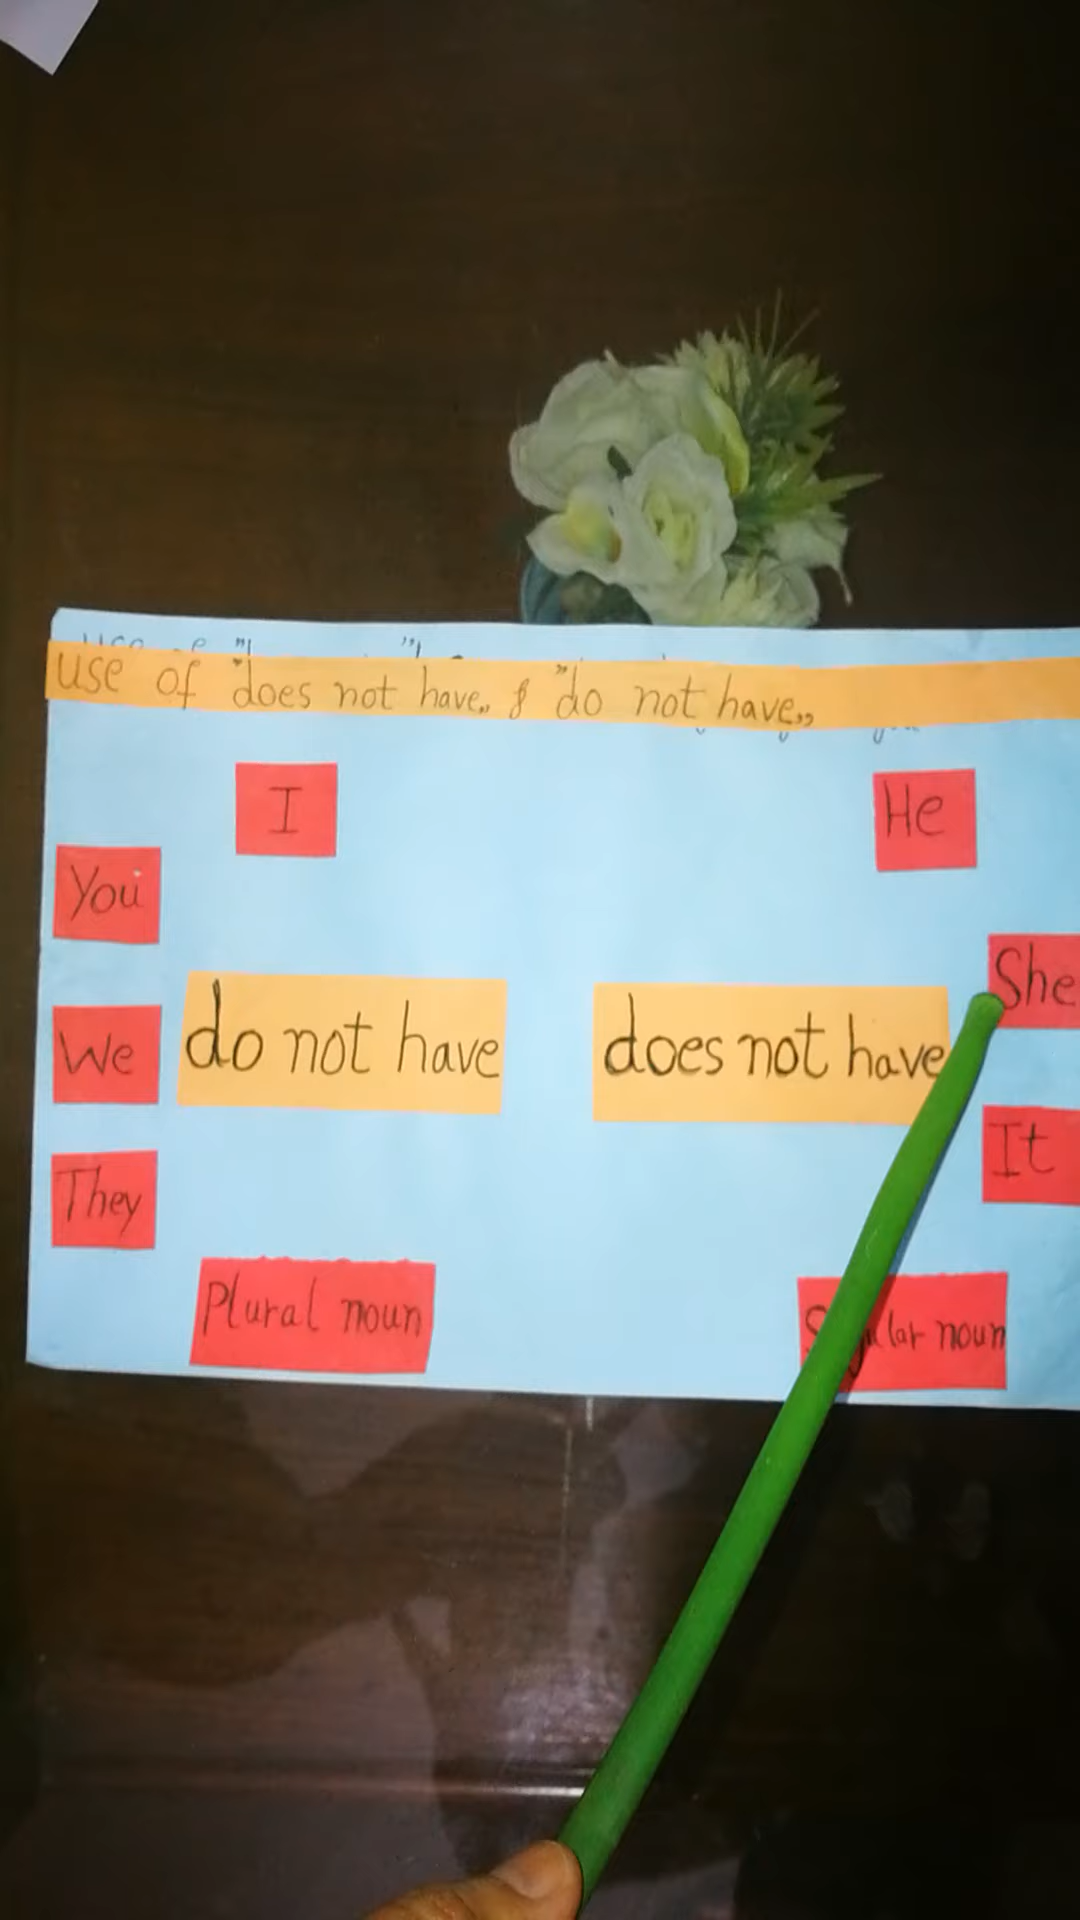 use of "does not have„ & "do not have„
I
He
You
She
do not have
does not have
We
It
They
Plural noun
noun